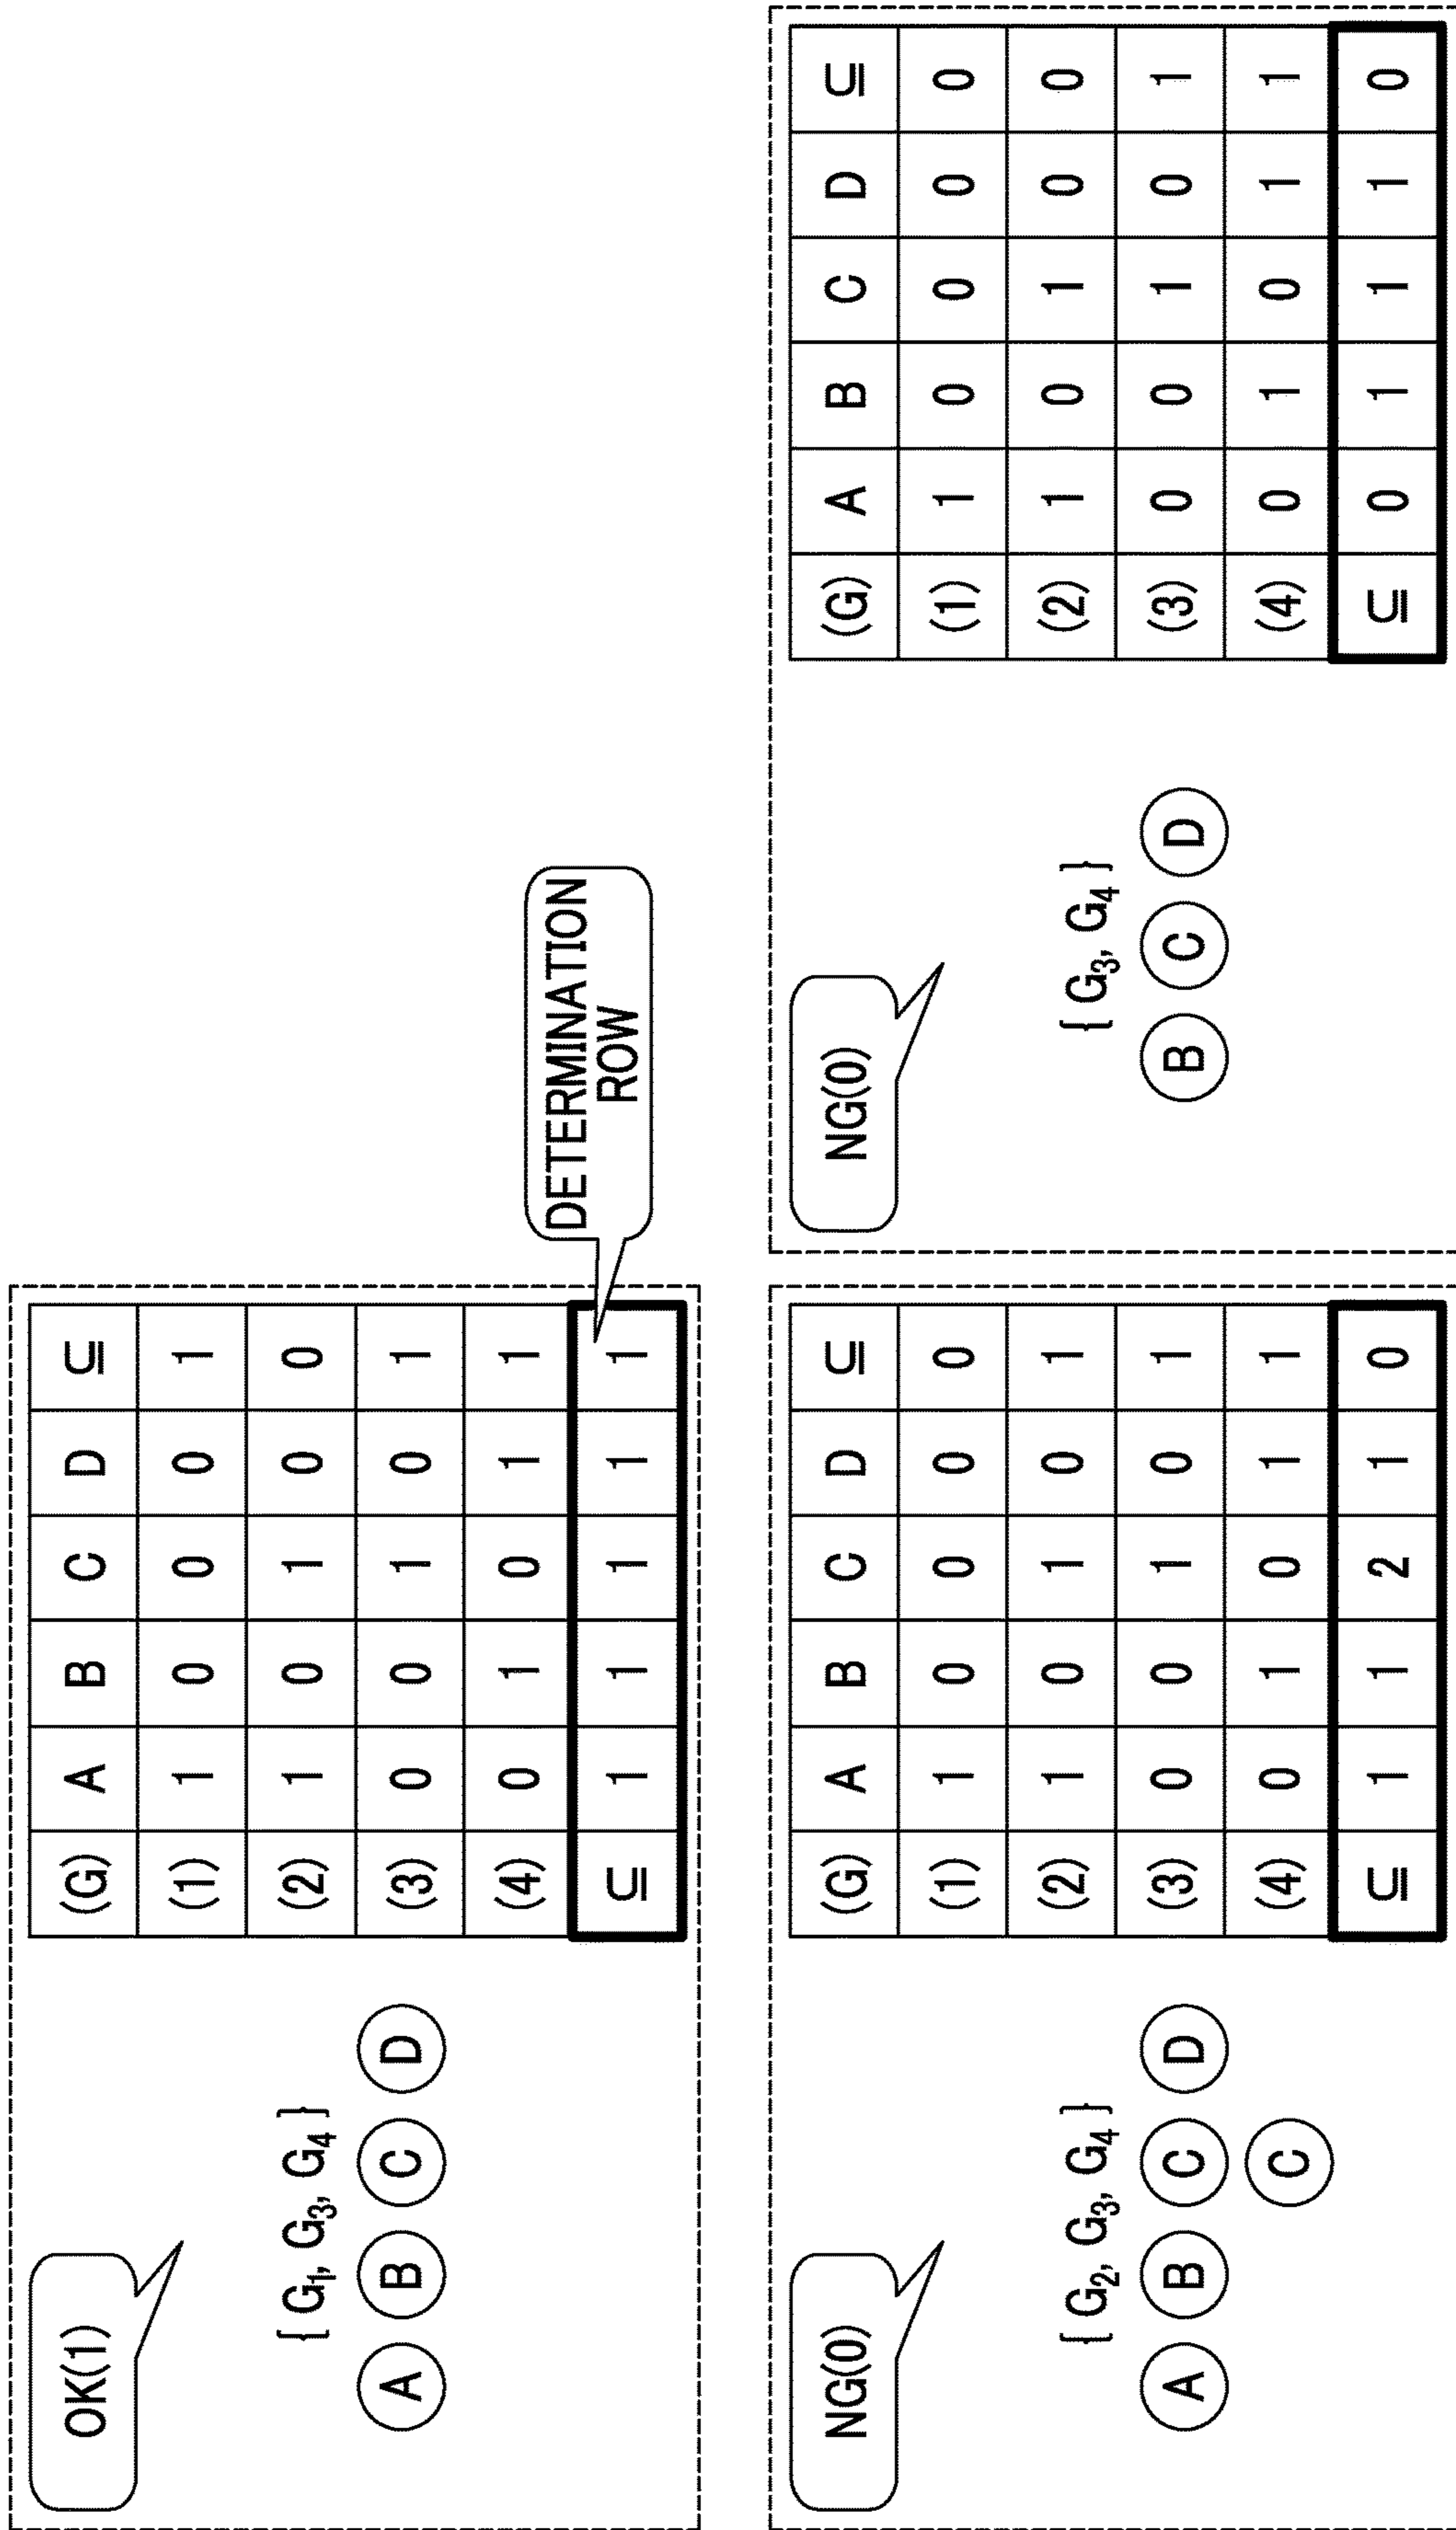 OK(1)
{ G₁, G₃, G₄ }
A B C D
(G) A B C D ⊆
(1) 1 0 0 0 1
(2) 1 0 1 0 0
(3) 0 0 1 0 1
(4) 0 1 0 1 1
⊆ 1 1 1 1 1
DETERMINATION
ROW
NG(0)
{ G₂, G₃, G₄ }
A B C D
C
(G) A B C D ⊆
(1) 1 0 0 0 0
(2) 1 0 1 0 1
(3) 0 0 1 0 1
(4) 0 1 0 1 1
⊆ 1 1 2 1 0
NG(0)
{ G₃, G₄ }
B C D
(G) A B C D ⊆
(1) 1 0 0 0 0
(2) 1 0 1 0 0
(3) 0 0 1 0 1
(4) 0 1 0 1 1
⊆ 0 1 1 1 0